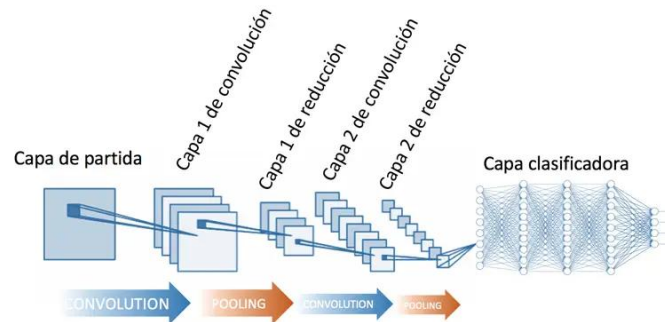 Capa de partida
Capa 1 de convolución
Capa 1 de reducción
Capa 2 de convolución
Capa 2 de reducción
Capa clasificadora
CONVOLUTION
POOLING
CONVOLUTION
POOLING